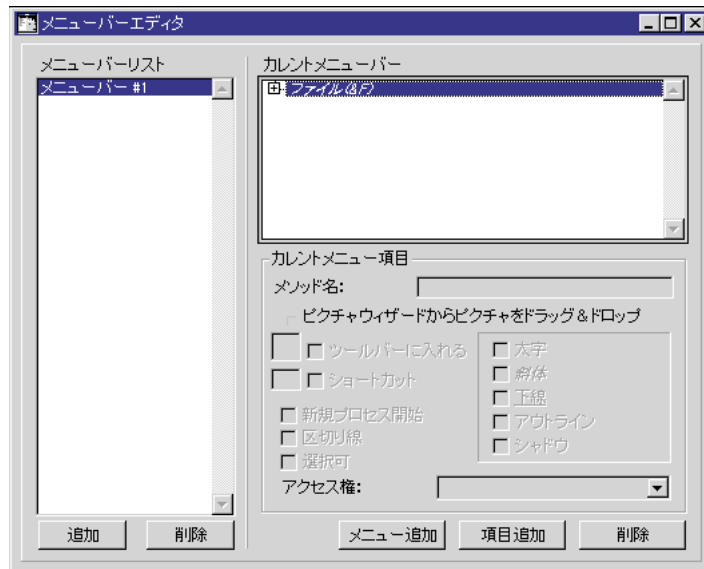 メニューバーエディタ
メニューバーリスト
メニューバー #1
追加
削除
カレントメニューバー
ファイル(&F)
カレントメニュー項目
メソッド名:
ピクチャウィザードからピクチャをドラッグ&ドロップ
ツールバーに入れる
ショートカット
新規プロセス開始
区切り線
選択可
太字
斜体
下線
アウトライン
シャドウ
アクセス権:
メニュー追加
項目追加
削除